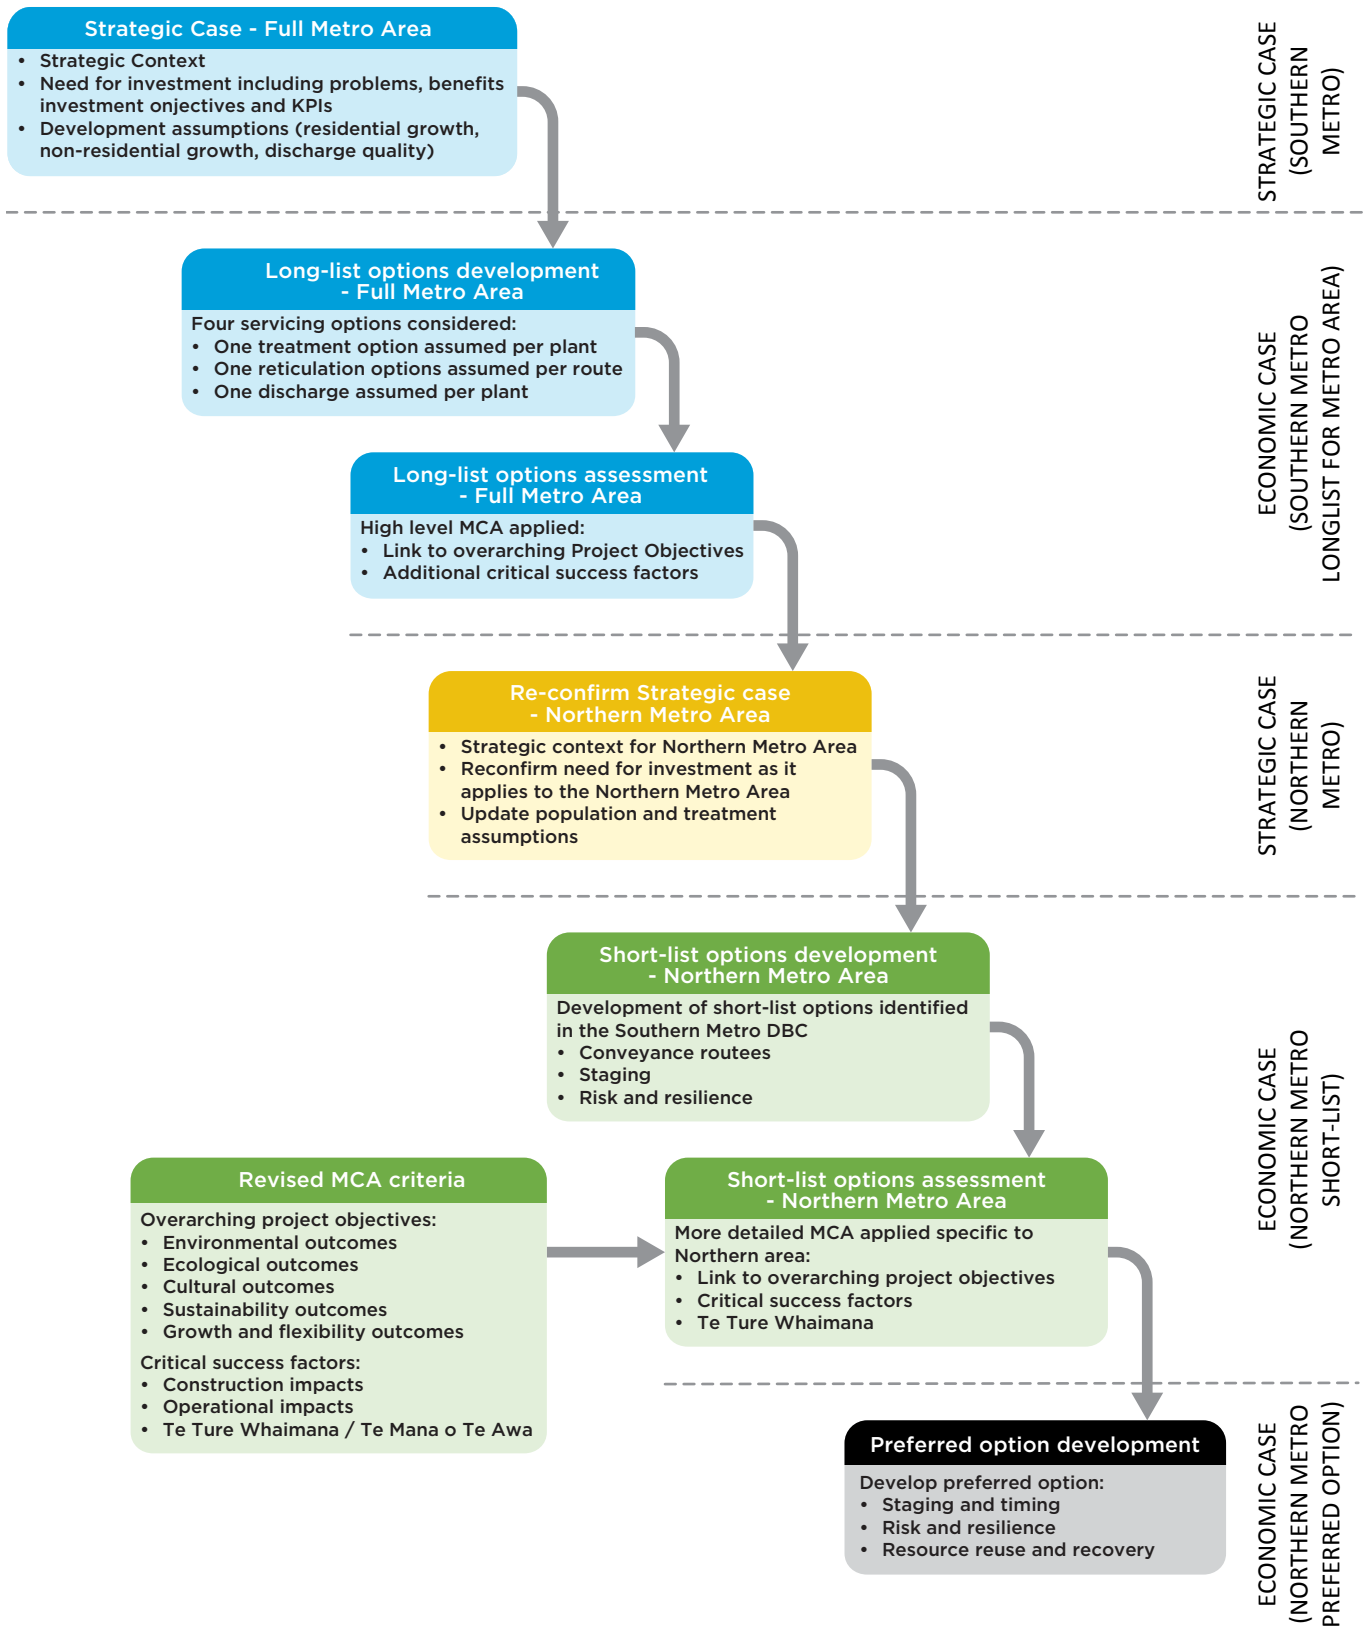 Strategic Case - Full Metro Area
• Strategic Context
• Need for investment including problems, benefits
investment onjectives and KPIs
• Development assumptions (residential growth,
non-residential growth, discharge quality)
STRATEGIC CASE
(SOUTHERN
METRO)
Long-list options development
- Full Metro Area
Four servicing options considered:
• One treatment option assumed per plant
• One reticulation options assumed per route
• One discharge assumed per plant
Long-list options assessment
- Full Metro Area
High level MCA applied:
• Link to overarching Project Objectives
• Additional critical success factors
ECONOMIC CASE
(SOUTHERN METRO
LONGLIST FOR METRO AREA)
Re-confirm Strategic case
- Northern Metro Area
• Strategic context for Northern Metro Area
• Reconfirm need for investment as it
applies to the Northern Metro Area
• Update population and treatment
assumptions
STRATEGIC CASE
(NORTHERN
METRO)
Short-list options development
- Northern Metro Area
Development of short-list options identified
in the Southern Metro DBC
• Conveyance routees
• Staging
• Risk and resilience
Revised MCA criteria
Overarching project objectives:
• Environmental outcomes
• Ecological outcomes
• Cultural outcomes
• Sustainability outcomes
• Growth and flexibility outcomes
Critical success factors:
• Construction impacts
• Operational impacts
• Te Ture Whaimana / Te Mana o Te Awa
Short-list options assessment
- Northern Metro Area
More detailed MCA applied specific to
Northern area:
• Link to overarching project objectives
• Critical success factors
• Te Ture Whaimana
ECONOMIC CASE
(NORTHERN METRO
SHORT-LIST)
Preferred option development
Develop preferred option:
• Staging and timing
• Risk and resilience
• Resource reuse and recovery
ECONOMIC CASE
(NORTHERN METRO
PREFERRED OPTION)